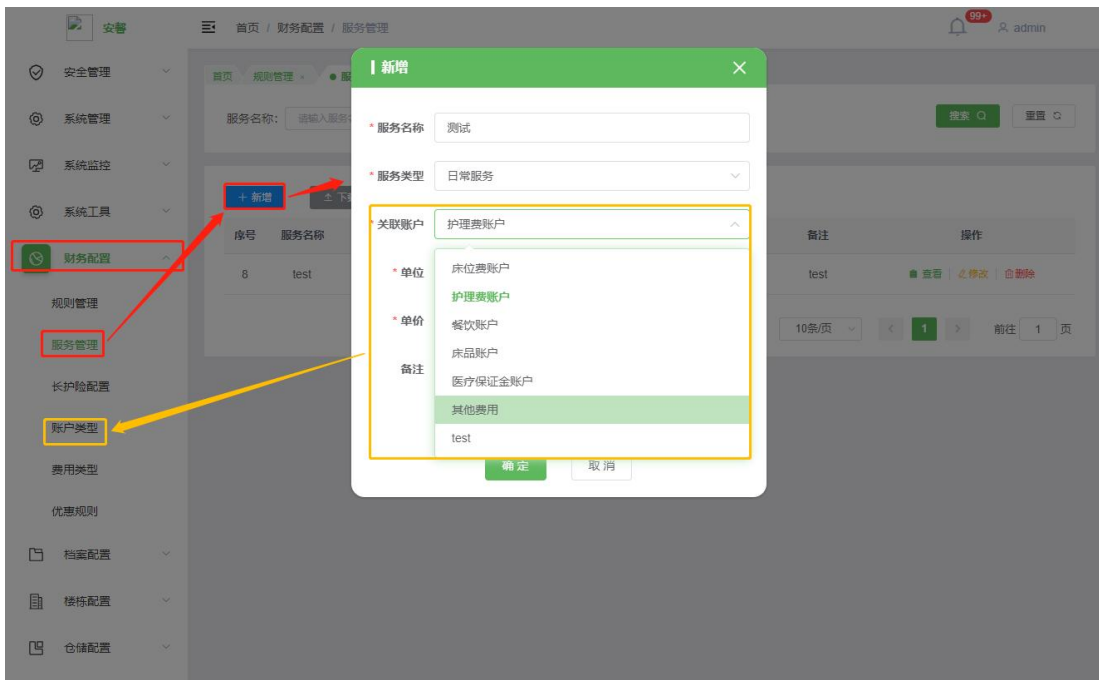 安馨
首页 / 财务配置 / 服务管理
99+
admin
安全管理
系统管理
系统监控
系统工具
财务配置
规则管理
服务管理
长护险配置
账户类型
费用类型
优惠规则
档案配置
楼栋配置
仓储配置
首页 规则管理
服务名称: 请输入服务
搜索 重置
+ 新增
序号 服务名称 备注 操作
8 test test 查看 修改 删除
10条/页 1 前往 1 页
新增
* 服务名称 测试
* 服务类型 日常服务
* 关联账户 护理费账户
* 单位
* 单价
备注
床位费账户
护理费账户
餐饮账户
床品账户
医疗保证金账户
其他费用
test
确定 取消